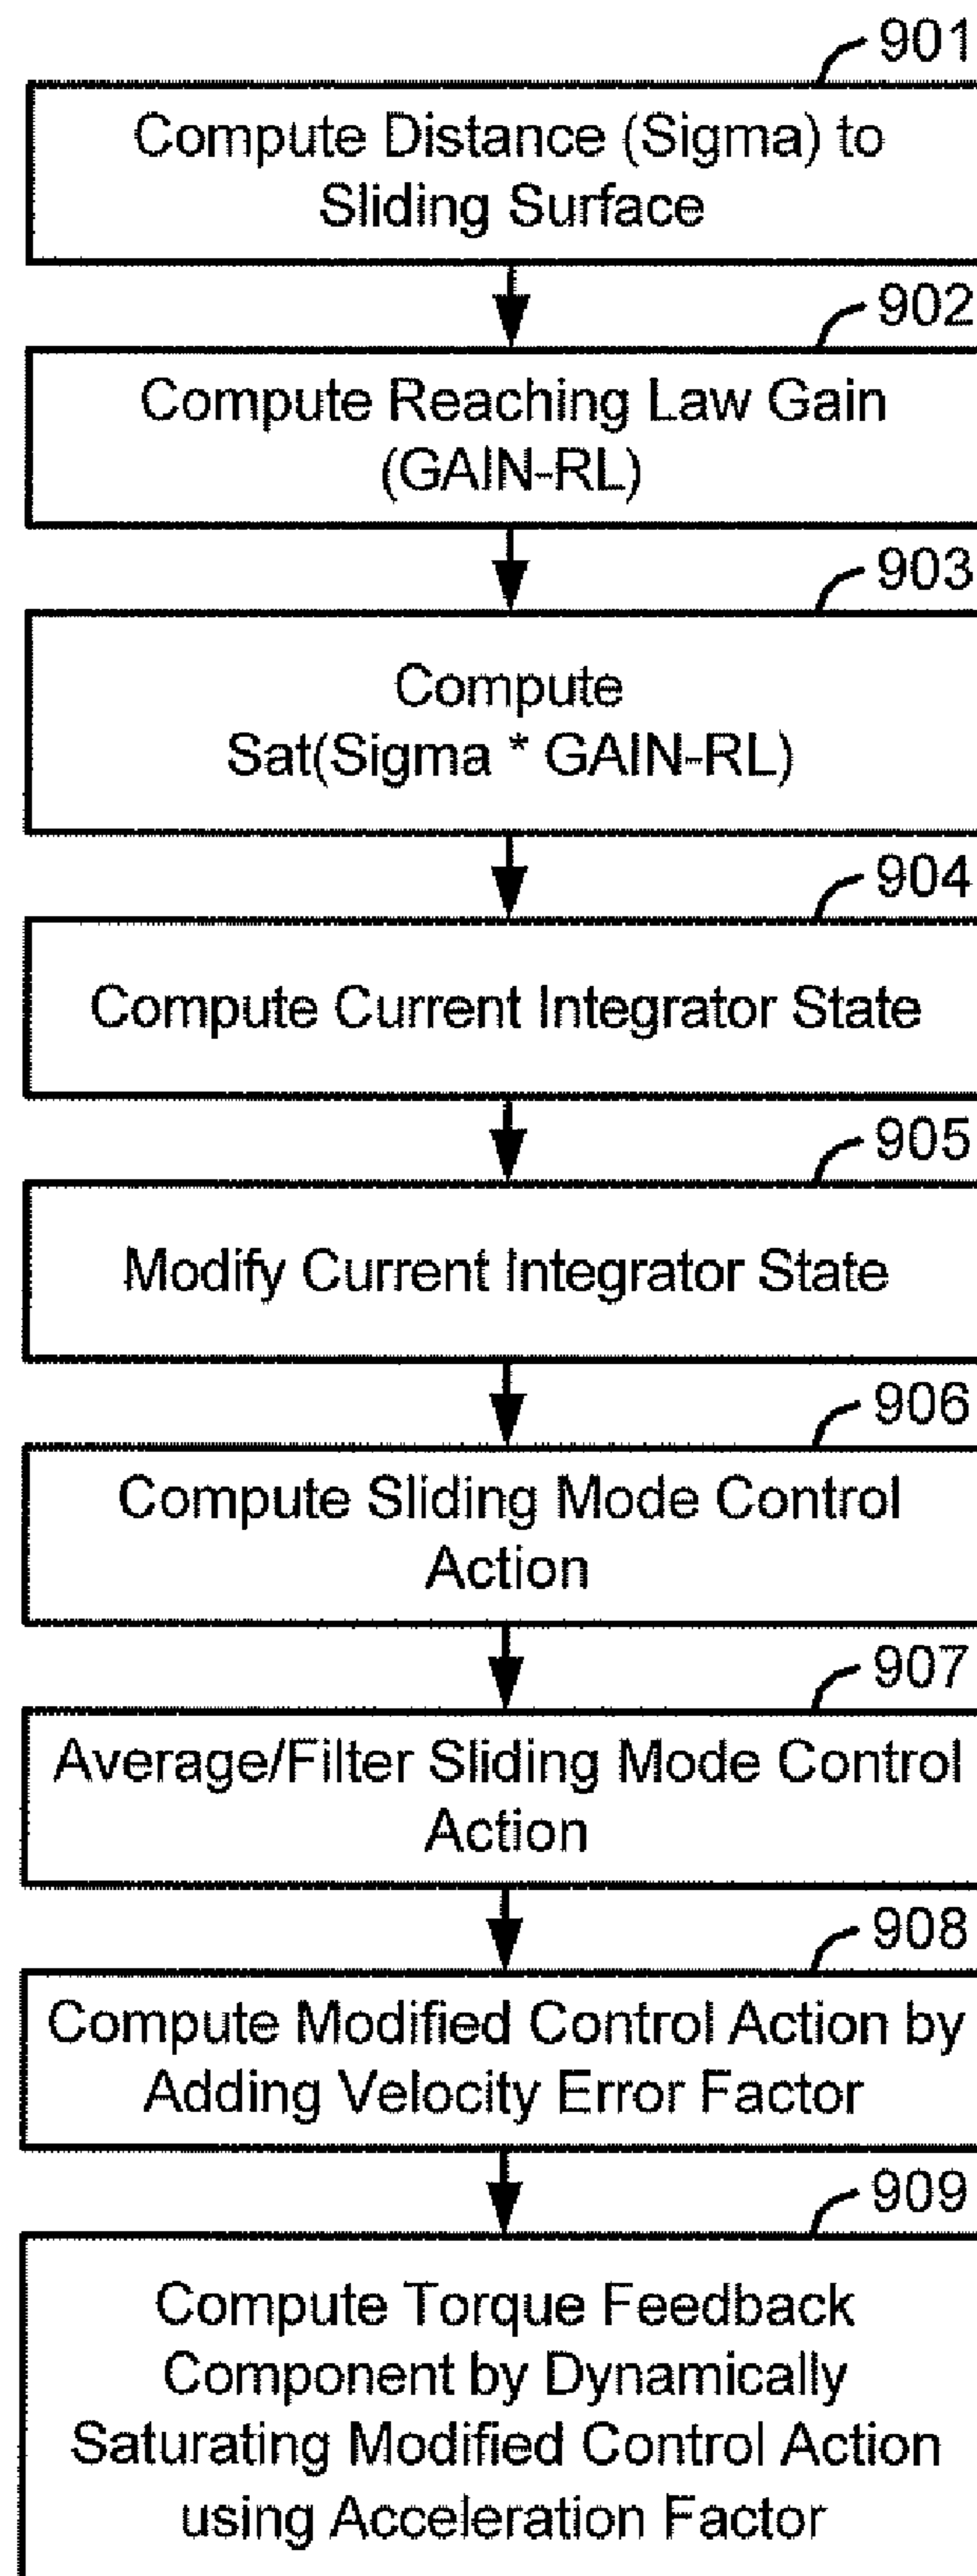 901
Compute Distance (Sigma) to
Sliding Surface
902
Compute Reaching Law Gain
(GAIN-RL)
903
Compute
Sat(Sigma * GAIN-RL)
904
Compute Current Integrator State
905
Modify Current Integrator State
906
Compute Sliding Mode Control
Action
907
Average/Filter Sliding Mode Control
Action
908
Compute Modified Control Action by
Adding Velocity Error Factor
909
Compute Torque Feedback
Component by Dynamically
Saturating Modified Control Action
using Acceleration Factor